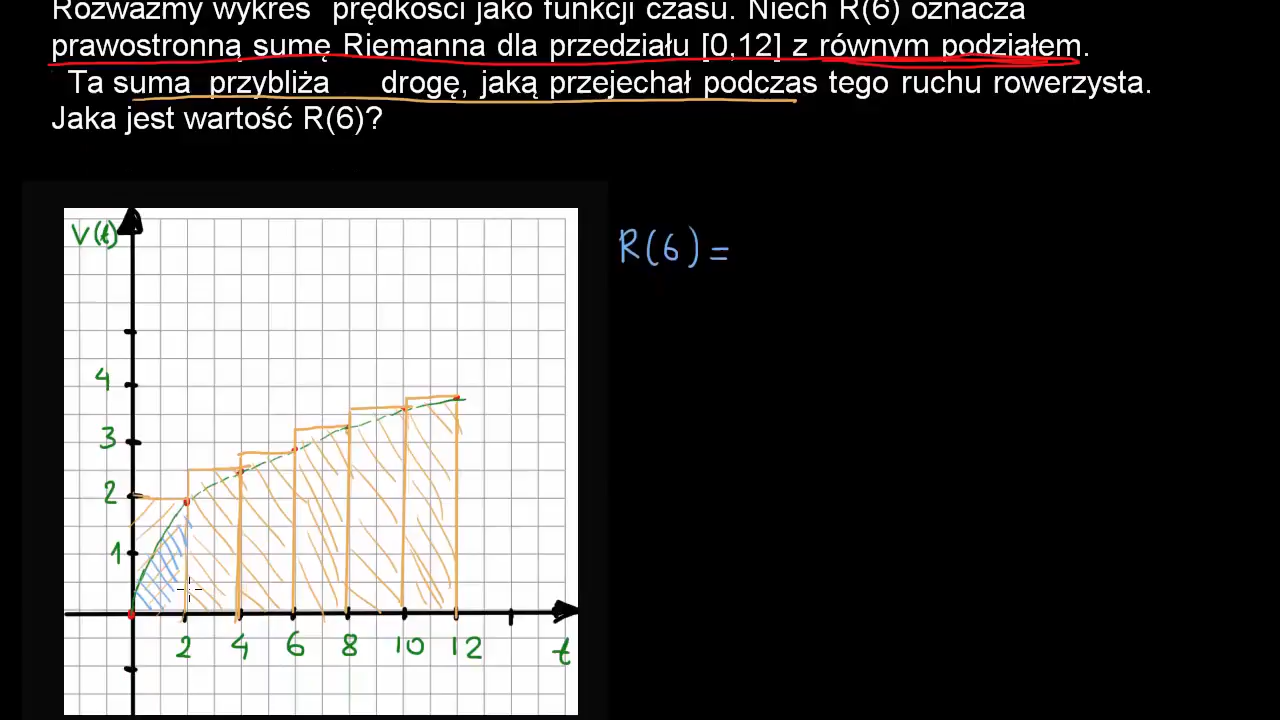 Rozważmy wykres prędkości jako funkcji czasu. Niech R(6) oznacza
prawostronną sumę Riemanna dla przedziału [0,12] z równym podziałem.
Ta suma przybliża drogę, jaką przejechał podczas tego ruchu rowerzysta.
Jaka jest wartość R(6)?
V(t)
R(6) =
4
3
2
1
2 4 6 8 10 12 t